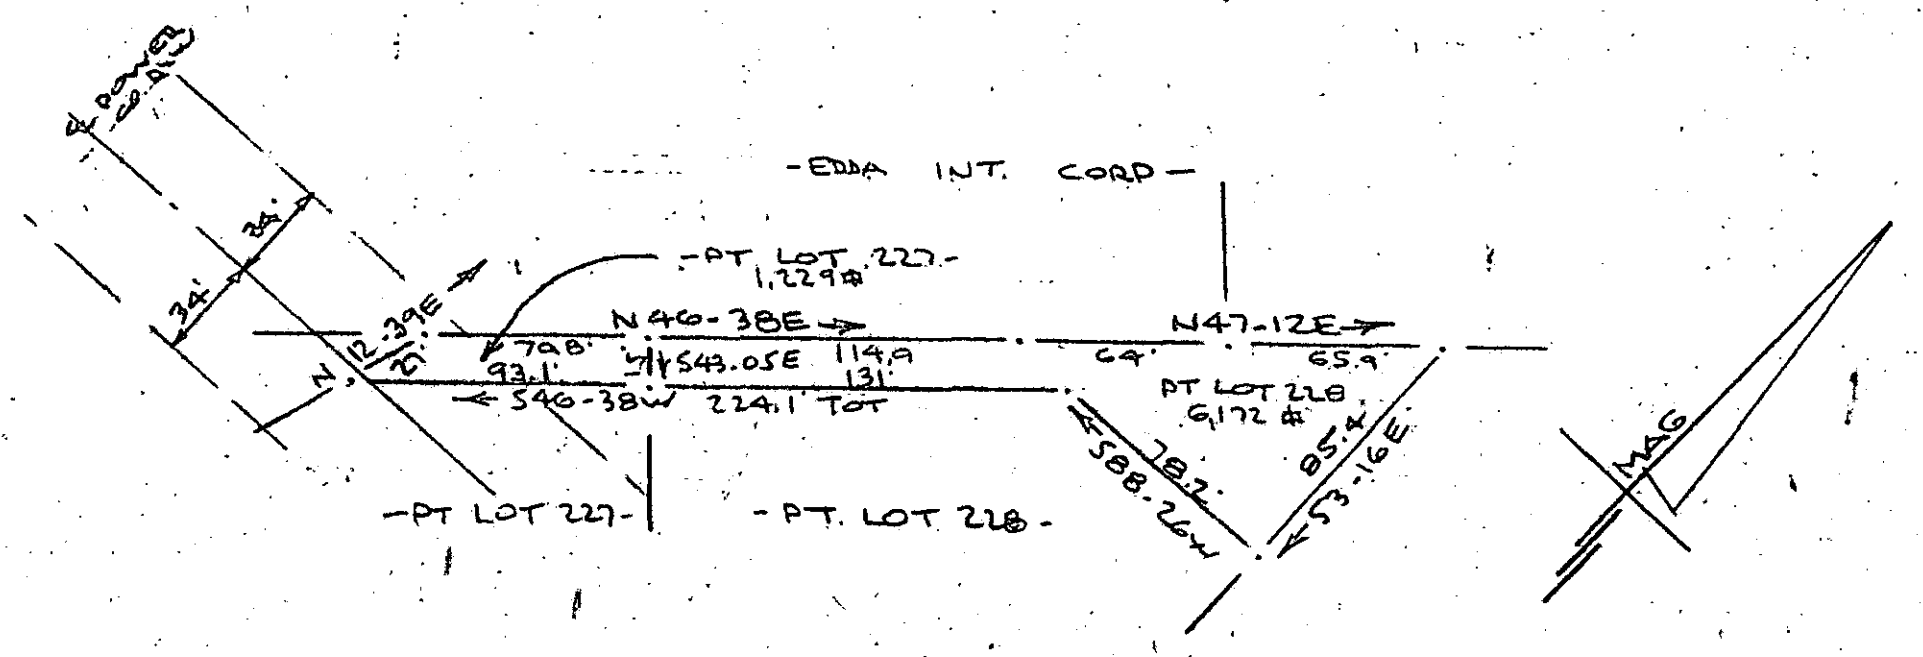 POWER
- EDDA INT. CORP -
34'
34'
- PT LOT 227 -
1,229
N 12.39E
27'
N 46-38E
N47-12E
79.8'
S43.05E
114.9
64'
65.9'
93.1'
131'
S46-38W
224.1' TOT
PT LOT 228
6,172
78.2'
S88-26W
85.4'
S3-16E
MAG
- PT LOT 227 -
- PT. LOT 228 -